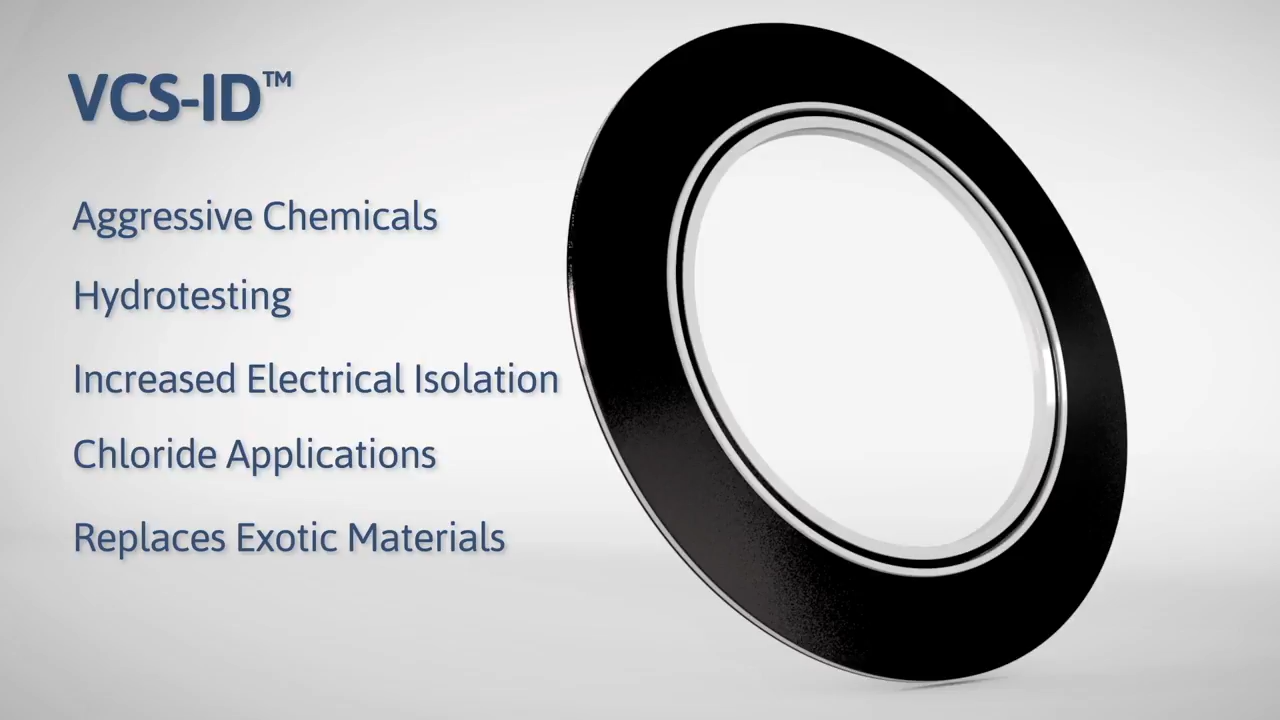 VCS-ID™
Aggressive Chemicals
Hydrotesting
Increased Electrical Isolation
Chloride Applications
Replaces Exotic Materials